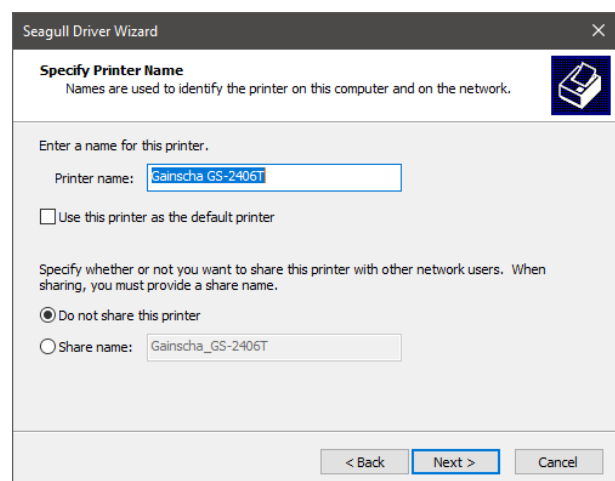 Seagull Driver Wizard
Specify Printer Name
Names are used to identify the printer on this computer and on the network.
Enter a name for this printer.
Printer name: Gainscha GS-2406T
Use this printer as the default printer
Specify whether or not you want to share this printer with other network users.  When
sharing, you must provide a share name.
Do not share this printer
Share name: Gainscha_GS-2406T
< Back Next > Cancel